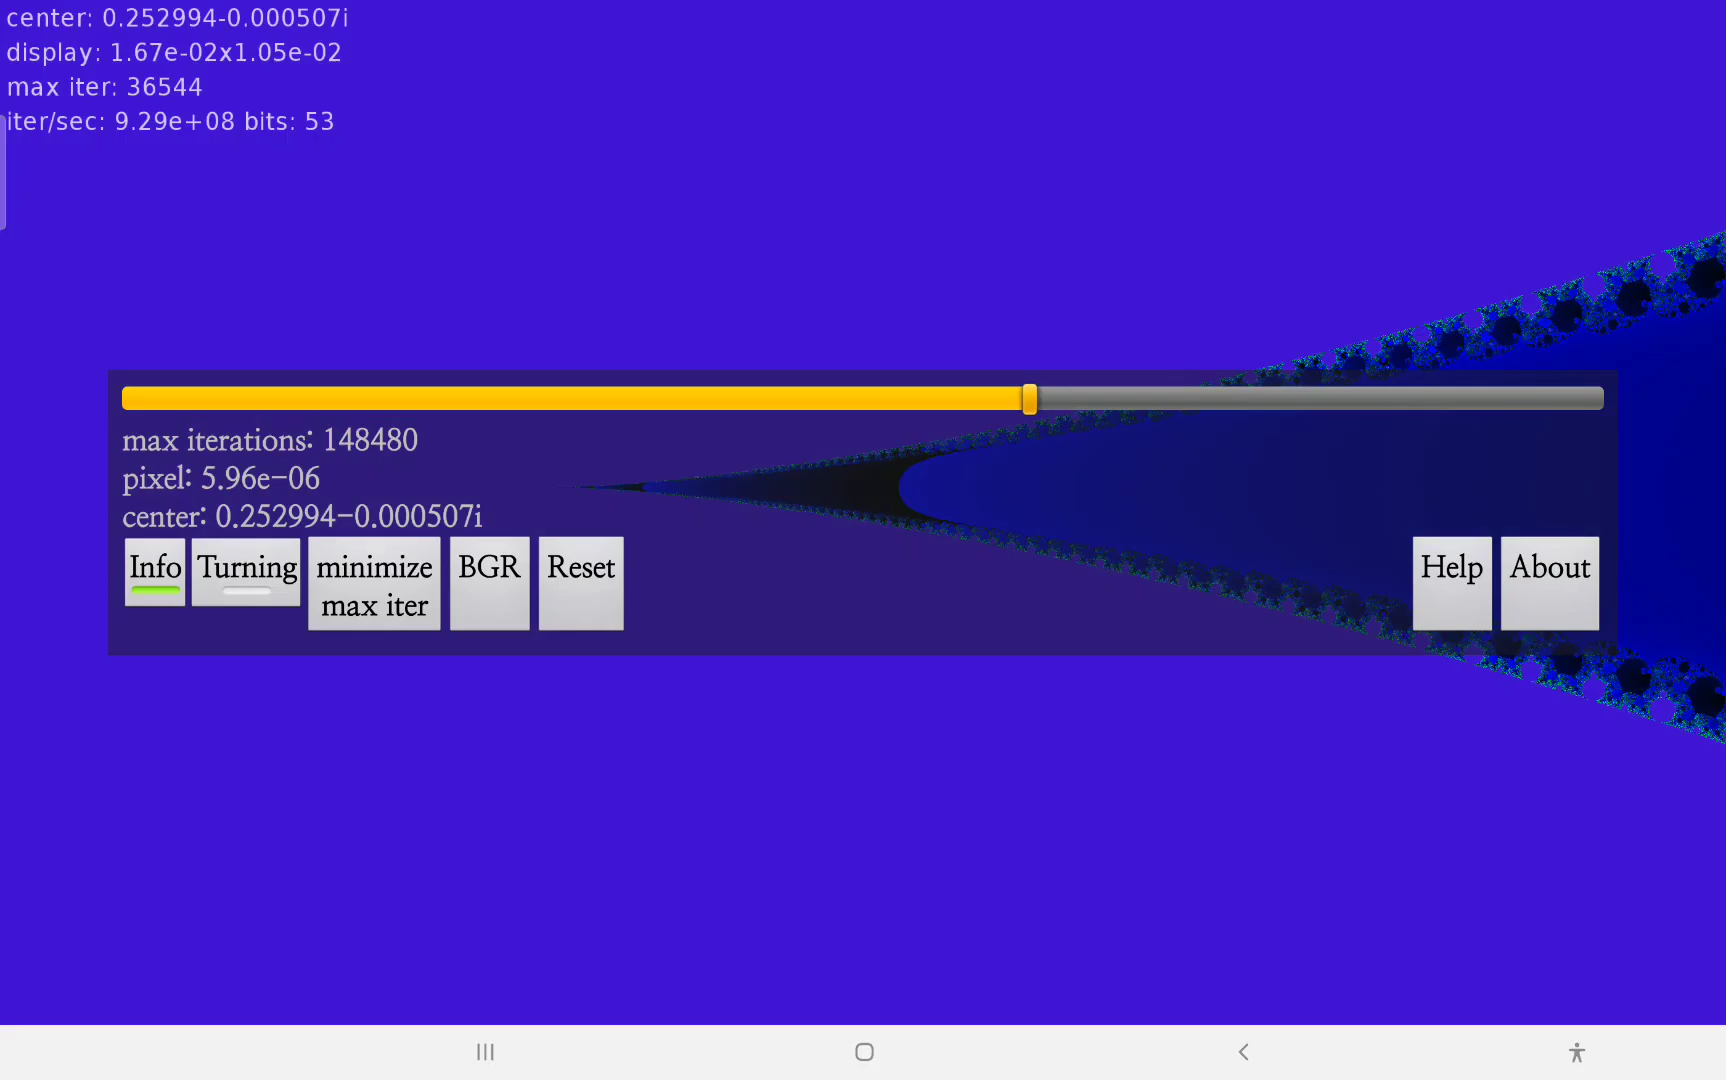 center: 0.252994-0.000507i
display: 1.67e-02x1.05e-02
max iter: 36544
iter/sec: 9.29e+08 bits: 53
max iterations: 148480
pixel: 5.96e-06
center: 0.252994-0.000507i
Info Turning minimize BGR Reset Help About
max iter